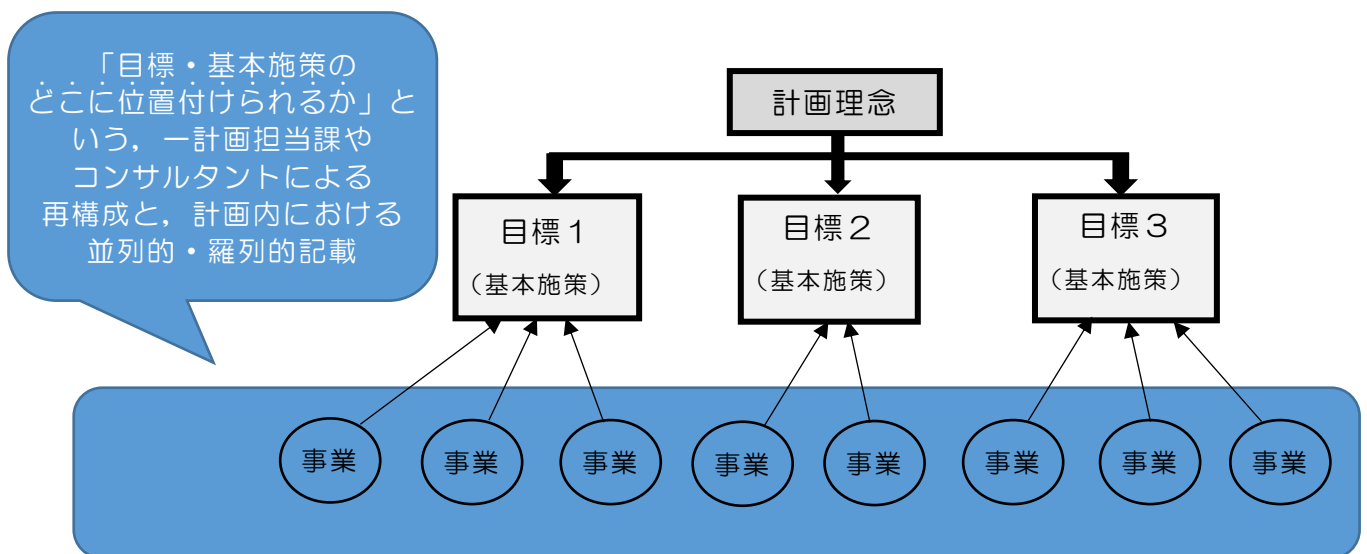 「目標・基本施策の
どこに位置付けられるか」と
いう，一計画担当課や
コンサルタントによる
再構成と，計画内における
並列的・羅列的記載
計画理念
目標１
（基本施策）
目標２
（基本施策）
目標３
（基本施策）
事業
事業
事業
事業
事業
事業
事業
事業